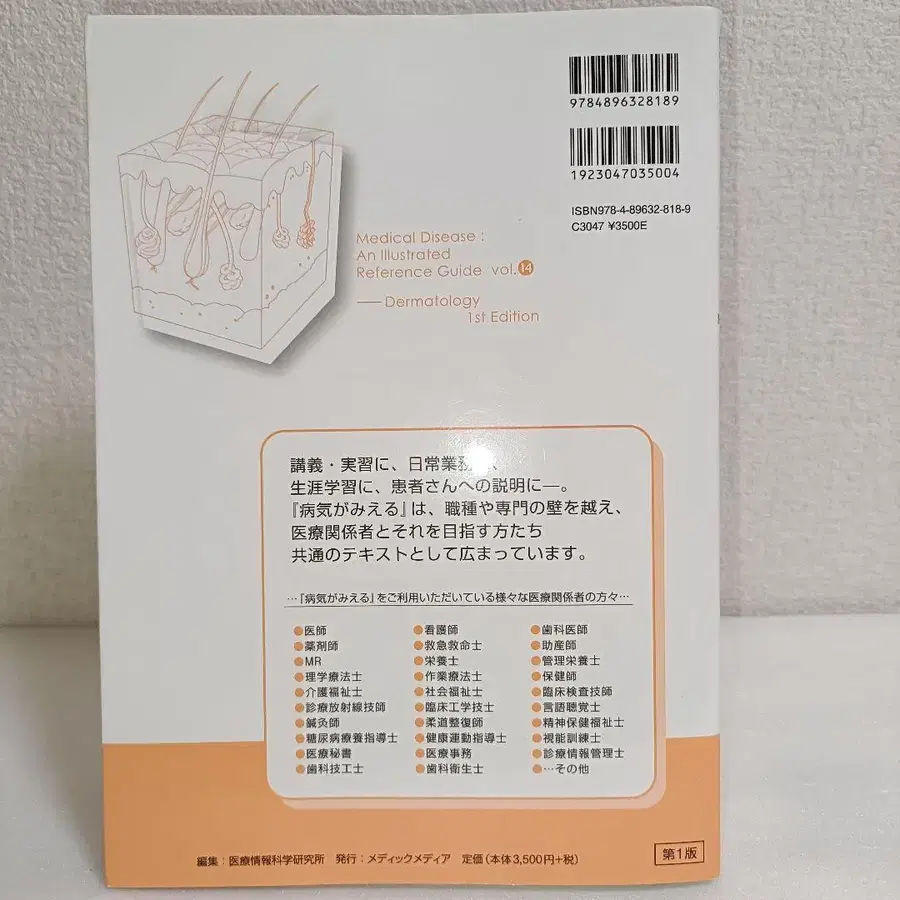 9784896328189
1923047035004
ISBN978-4-89632-818-9
C3047 ¥3500E
Medical Disease :
An Illustrated
Reference Guide vol.14
Dermatology
1st Edition
講義・実習に、日常業務、
生涯学習に、患者さんへの説明に―。
『病気がみえる』は、職種や専門の壁を越え、
医療関係者とそれを目指す方たち
共通のテキストとして広まっています。
…『病気がみえる』をご利用いただいている様々な医療関係者の方々…
●医師 ●看護師 ●歯科医師
●薬剤師 ●救急救命士 ●助産師
●MR ●栄養士 ●管理栄養士
●理学療法士 ●作業療法士 ●保健師
●介護福祉士 ●社会福祉士 ●臨床検査技師
●診療放射線技師 ●臨床工学技士 ●言語聴覚士
●鍼灸師 ●柔道整復師 ●精神保健福祉士
●糖尿病療養指導士 ●健康運動指導士 ●視能訓練士
●医療秘書 ●医療事務 ●診療情報管理士
●歯科技工士 ●歯科衛生士 ●…その他
編集:医療情報科学研究所 発行:メディックメディア 定価(本体3,500円+税)
第1版